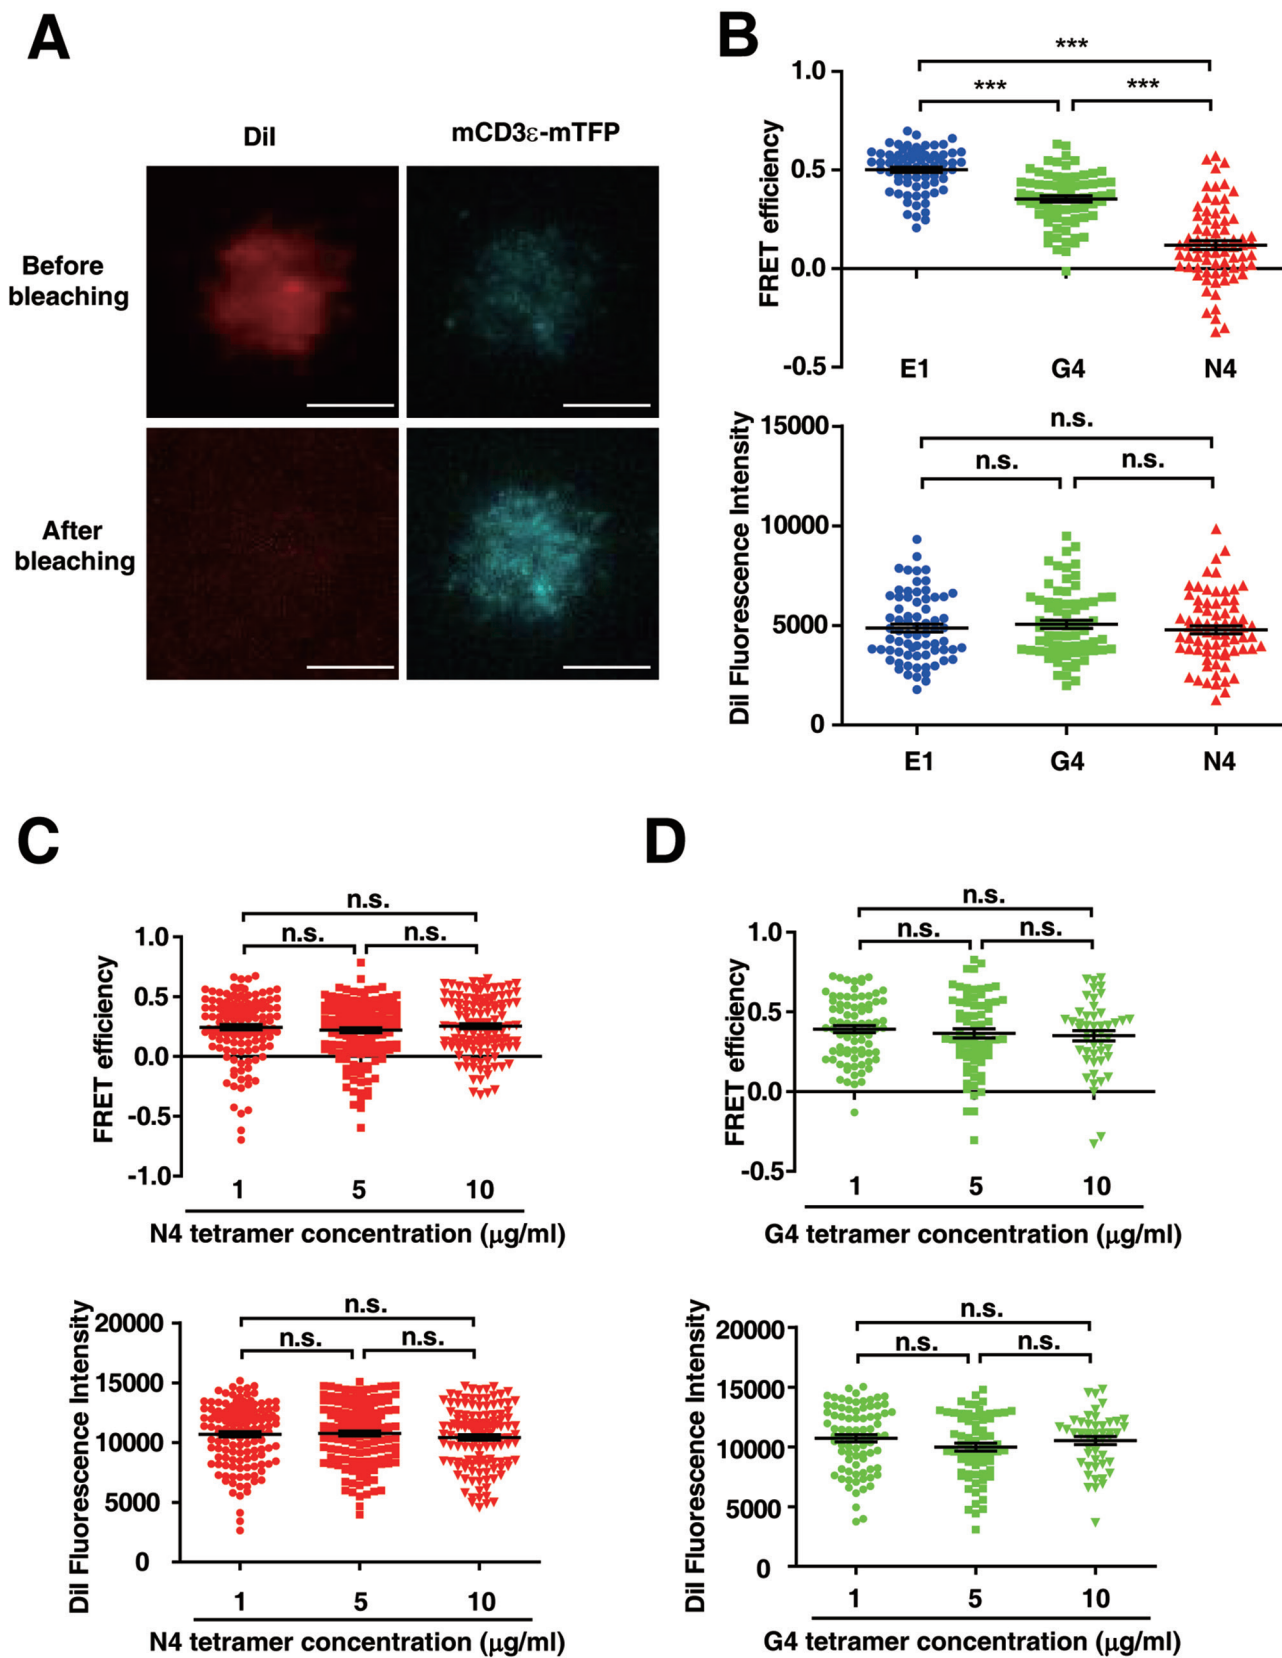 A
DiI
mCD3ε-mTFP
Before
bleaching
After
bleaching
B
***
***
***
FRET efficiency
1.0
0.5
0.0
-0.5
E1
G4
N4
n.s.
n.s.
n.s.
DiI Fluorescence Intensity
15000
10000
5000
0
E1
G4
N4
C
n.s.
n.s.
n.s.
FRET efficiency
1.0
0.5
0.0
-0.5
-1.0
1
5
10
N4 tetramer concentration (μg/ml)
n.s.
n.s.
n.s.
DiI Fluorescence Intensity
20000
15000
10000
5000
0
1
5
10
N4 tetramer concentration (μg/ml)
D
n.s.
n.s.
n.s.
FRET efficiency
1.0
0.5
0.0
-0.5
1
5
10
G4 tetramer concentration (μg/ml)
n.s.
n.s.
n.s.
DiI Fluorescence Intensity
20000
15000
10000
5000
0
1
5
10
G4 tetramer concentration (μg/ml)